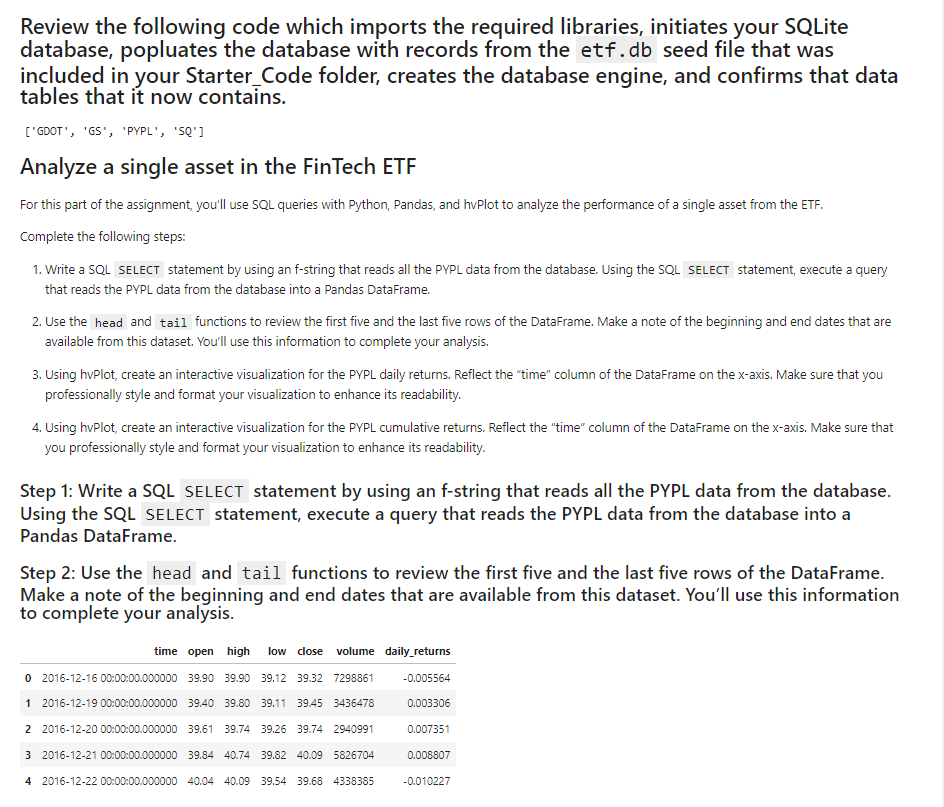 Review the following code which imports the required libraries, initiates your SQLite
database, popluates the database with records from the etf.db seed file that was
included in your Starter_Code folder, creates the database engine, and confirms that data
tables that it now contains.
['GDOT', 'GS', 'PYPL', 'SQ']
Analyze a single asset in the FinTech ETF
For this part of the assignment, you'll use SQL queries with Python, Pandas, and hvPlot to analyze the performance of a single asset from the ETF.
Complete the following steps:
1. Write a SQL SELECT statement by using an f-string that reads all the PYPL data from the database. Using the SQL SELECT statement, execute a query
that reads the PYPL data from the database into a Pandas DataFrame.
2. Use the head and tail functions to review the first five and the last five rows of the DataFrame. Make a note of the beginning and end dates that are
available from this dataset. You'll use this information to complete your analysis.
3. Using hvPlot, create an interactive visualization for the PYPL daily returns. Reflect the "time" column of the DataFrame on the x-axis. Make sure that you
professionally style and format your visualization to enhance its readability.
4. Using hvPlot, create an interactive visualization for the PYPL cumulative returns. Reflect the "time" column of the DataFrame on the x-axis. Make sure that
you professionally style and format your visualization to enhance its readability.
Step 1: Write a SQL SELECT statement by using an f-string that reads all the PYPL data from the database.
Using the SQL SELECT statement, execute a query that reads the PYPL data from the database into a
Pandas DataFrame.
Step 2: Use the head and tail functions to review the first five and the last five rows of the DataFrame.
Make a note of the beginning and end dates that are available from this dataset. You'll use this information
to complete your analysis.
time open high low close volume daily_returns
0 2016-12-16 00:00:00.000000 39.90 39.90 39.12 39.32 7298861 -0.005564
1 2016-12-19 00:00:00.000000 39.40 39.80 39.11 39.45 3436478 0.003306
2 2016-12-20 00:00:00.000000 39.61 39.74 39.26 39.74 2940991 0.007351
3 2016-12-21 00:00:00.000000 39.84 40.74 39.82 40.09 5826704 0.008807
4 2016-12-22 00:00:00.000000 40.04 40.09 39.54 39.68 4338385 -0.010227